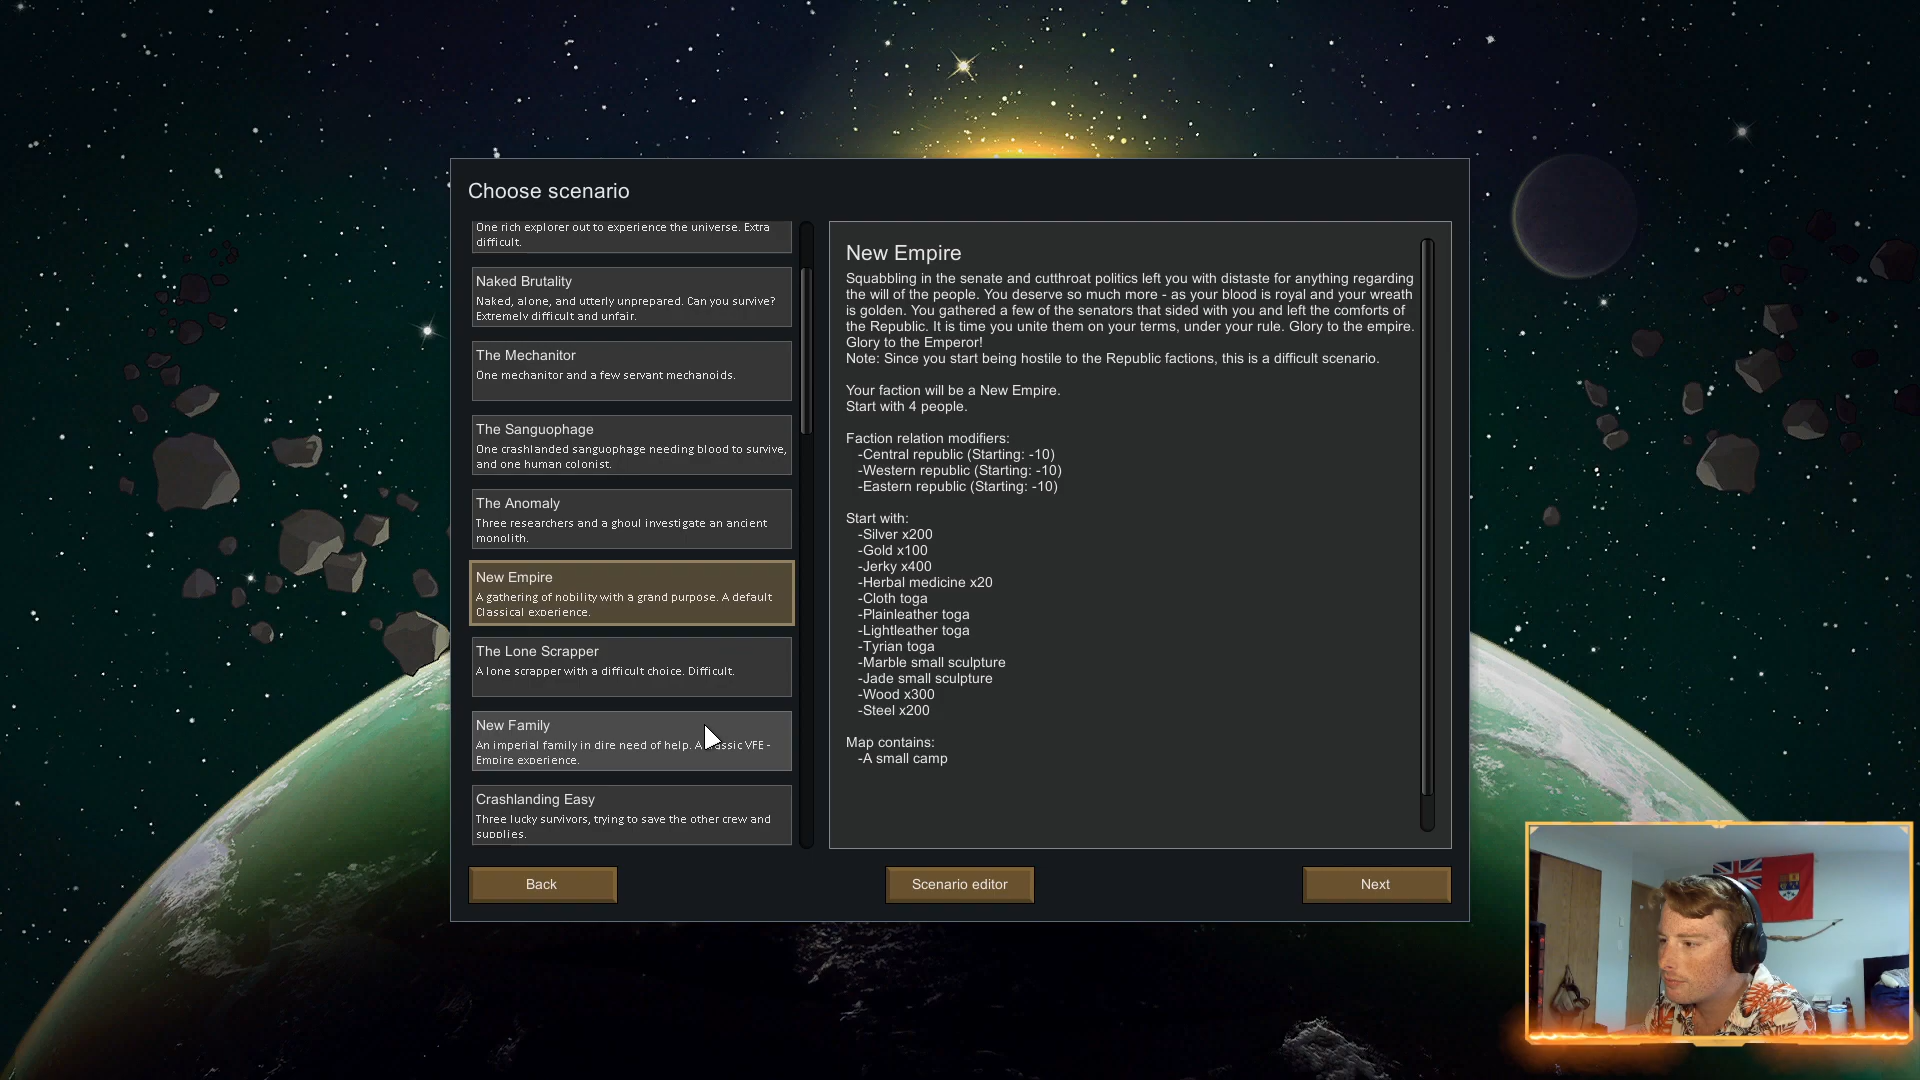 Choose scenario
One rich explorer out to experience the universe. Extra
difficult.
Naked Brutality
Naked, alone, and utterly unprepared. Can you survive?
Extremely difficult and unfair.
The Mechanitor
One mechanitor and a few servant mechanoids.
The Sanguophage
One crashlanded sanguophage needing blood to survive,
and one human colonist.
The Anomaly
Three researchers and a ghoul investigate an ancient
monolith.
New Empire
A gathering of nobility with a grand purpose. A default
Classical experience.
The Lone Scrapper
A lone scrapper with a difficult choice. Difficult.
New Family
An imperial family in dire need of help. A VFE -
Empire experience.
Crashlanding Easy
Three lucky survivors, trying to save the other crew and
supplies.
New Empire
Squabbling in the senate and cutthroat politics left you with distaste for anything regarding
the will of the people. You deserve so much more - as your blood is royal and your wreath
is golden. You gathered a few of the senators that sided with you and left the comforts of
the Republic. It is time you unite them on your terms, under your rule. Glory to the empire.
Glory to the Emperor!
Note: Since you start being hostile to the Republic factions, this is a difficult scenario.
Your faction will be a New Empire.
Start with 4 people.
Faction relation modifiers:
-Central republic (Starting: -10)
-Western republic (Starting: -10)
-Eastern republic (Starting: -10)
Start with:
-Silver x200
-Gold x100
-Jerky x400
-Herbal medicine x20
-Cloth toga
-Plainleather toga
-Lightleather toga
-Tyrian toga
-Marble small sculpture
-Jade small sculpture
-Wood x300
-Steel x200
Map contains:
-A small camp
Back
Scenario editor
Next